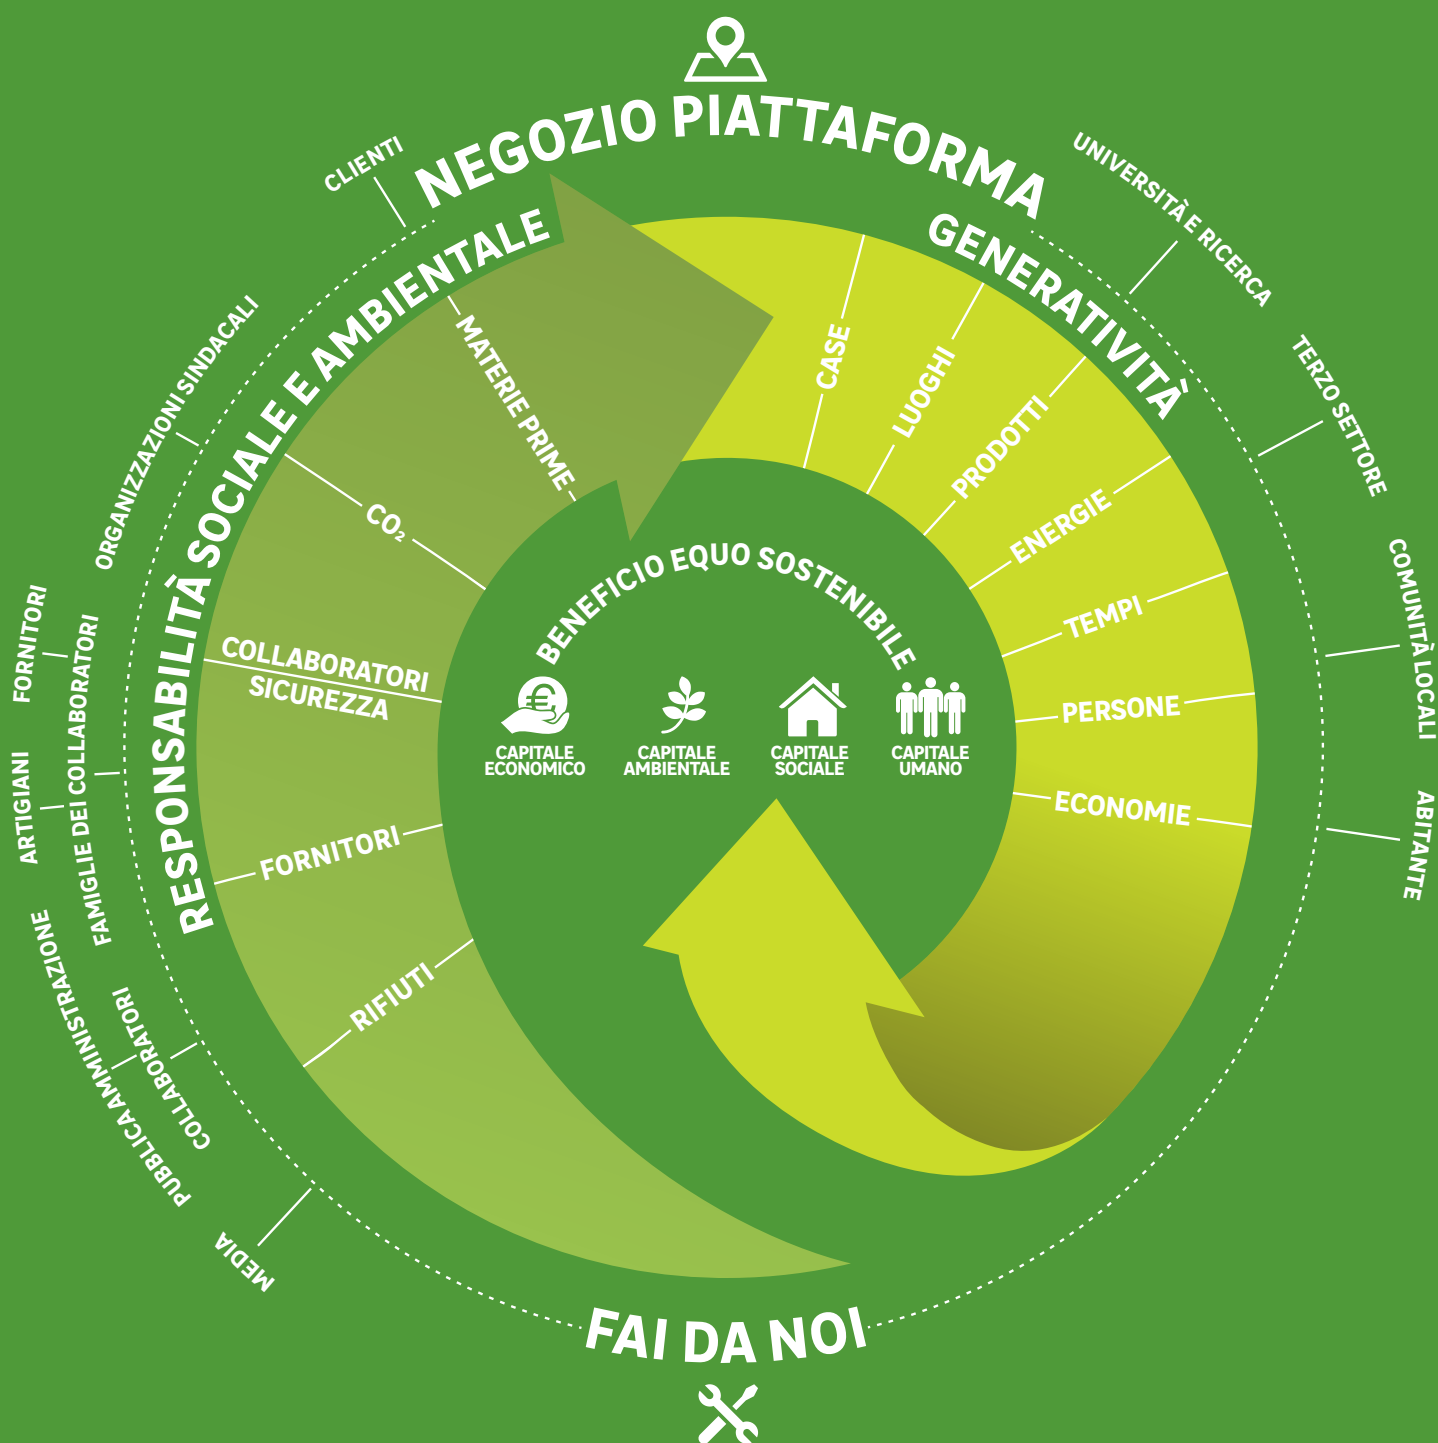 NEGOZIO PIATTAFORMA
CLIENTI
ORGANIZZAZIONI SINDACALI
FORNITORI
FAMIGLIE DEI COLLABORATORI
ARTIGIANI
COLLABORATORI
PUBBLICA AMMINISTRAZIONE
MEDIA
RESPONSABILITÀ SOCIALE E AMBIENTALE
MATERIE PRIME
CO₂
COLLABORATORI
SICUREZZA
FORNITORI
RIFIUTI
GENERATIVITÀ
CASE
LUOGHI
PRODOTTI
ENERGIE
TEMPI
PERSONE
ECONOMIE
UNIVERSITÀ E RICERCA
TERZO SETTORE
COMUNITÀ LOCALI
ABITANTE
BENEFICIO EQUO SOSTENIBILE
CAPITALE
ECONOMICO
CAPITALE
AMBIENTALE
CAPITALE
SOCIALE
CAPITALE
UMANO
FAI DA NOI